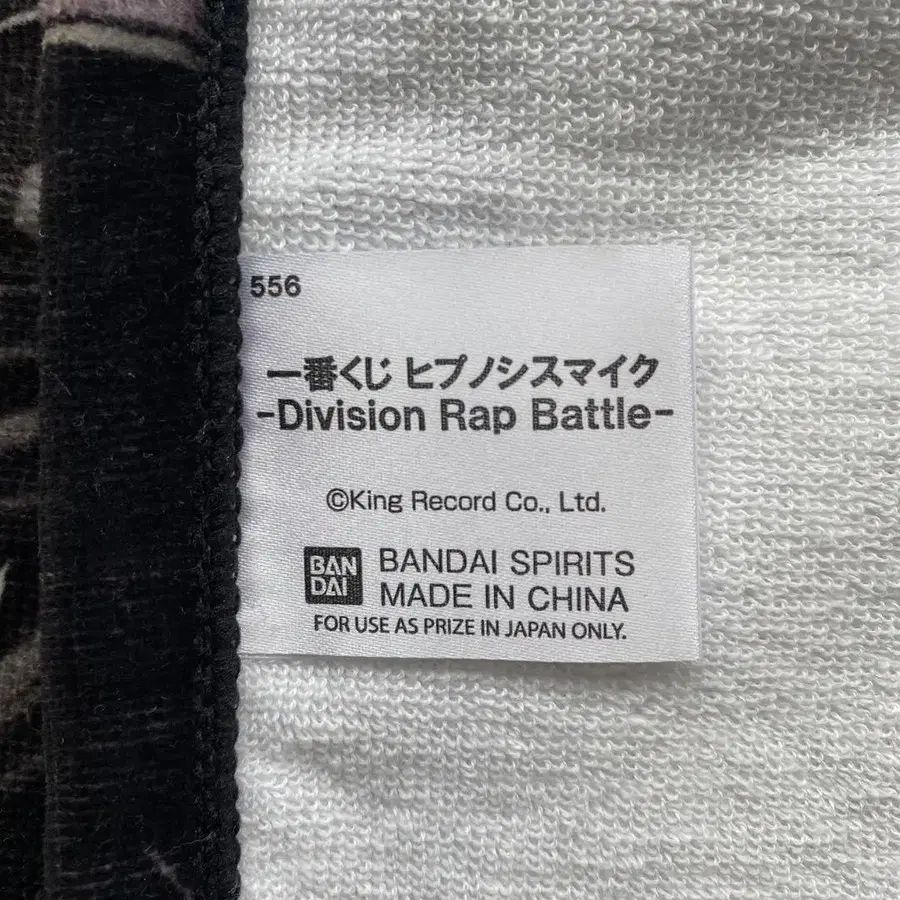 556
一番くじ ヒプノシスマイク
-Division Rap Battle-
©King Record Co., Ltd.
BAN
DAI
BANDAI SPIRITS
MADE IN CHINA
FOR USE AS PRIZE IN JAPAN ONLY.